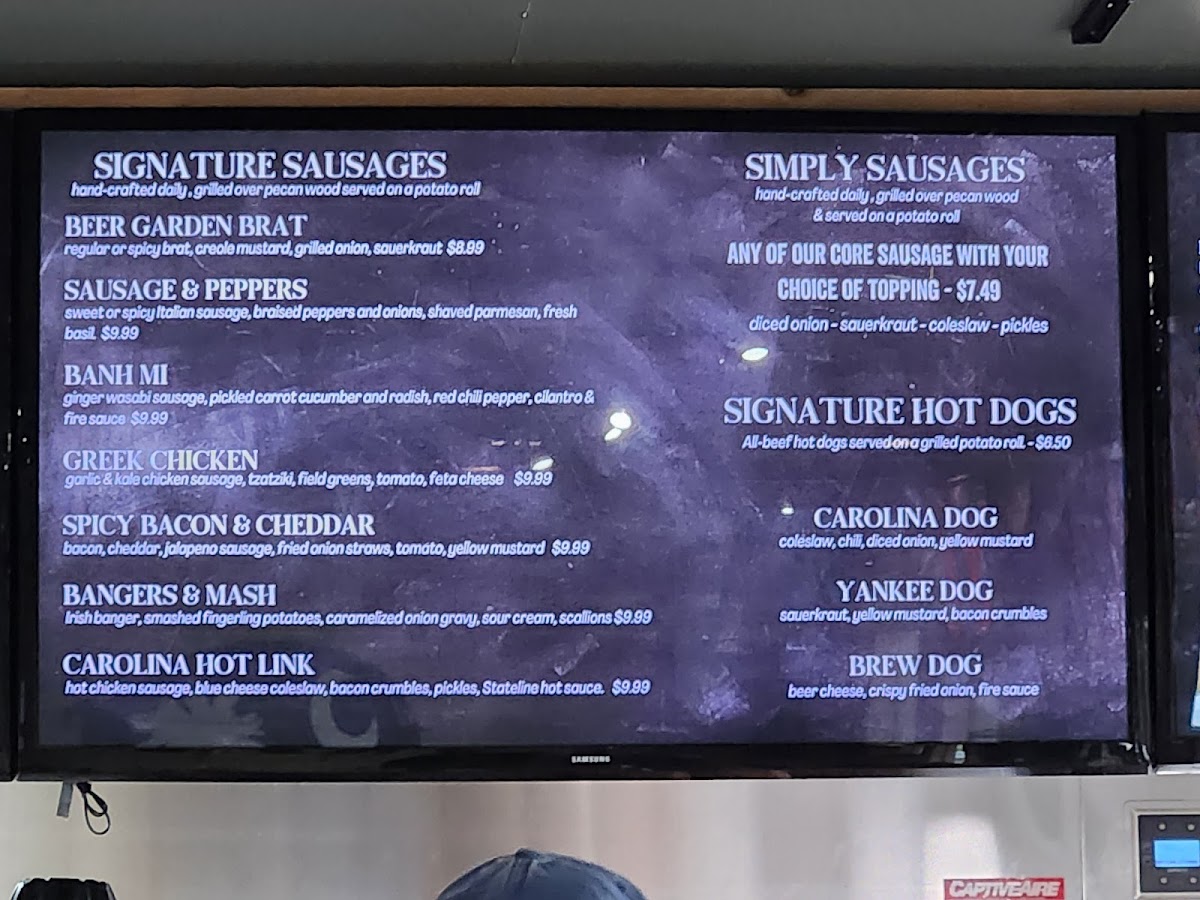 SIGNATURE SAUSAGES
hand-crafted daily, grilled over pecan wood served on a potato roll
BEER GARDEN BRAT
regular or spicy brat, creole mustard, grilled onion, sauerkraut $8.99
SAUSAGE & PEPPERS
sweet or spicy Italian sausage, braised peppers and onions, shaved parmesan, fresh
basil. $9.99
BANH MI
ginger wasabi sausage, pickled carrot cucumber and radish, red chili pepper, cilantro &
fire sauce $9.99
GREEK CHICKEN
garlic & kale chicken sausage, tzatziki, field greens, tomato, feta cheese $9.99
SPICY BACON & CHEDDAR
bacon, cheddar, jalapeno sausage, fried onion straws, tomato, yellow mustard $9.99
BANGERS & MASH
Irish banger, smashed fingerling potatoes, caramelized onion gravy, sour cream, scallions $9.99
CAROLINA HOT LINK
hot chicken sausage, blue cheese coleslaw, bacon crumbles, pickles, Stateline hot sauce. $9.99
SIMPLY SAUSAGES
hand-crafted daily, grilled over pecan wood
& served on a potato roll
ANY OF OUR CORE SAUSAGE WITH YOUR
CHOICE OF TOPPING - $7.49
diced onion - sauerkraut - coleslaw - pickles
SIGNATURE HOT DOGS
All-beef hot dogs served on a grilled potato roll. - $6.50
CAROLINA DOG
coleslaw, chili, diced onion, yellow mustard
YANKEE DOG
sauerkraut, yellow mustard, bacon crumbles
BREW DOG
beer cheese, crispy fried onion, fire sauce
SAMSUNG
CAPTIVEAIRE